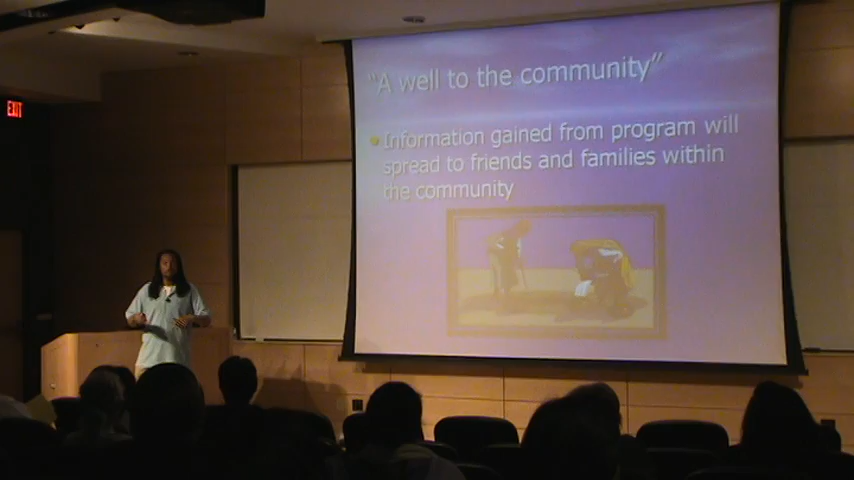 EXIT
"A well to the community"
Information gained from program will
spread to friends and families within
the community